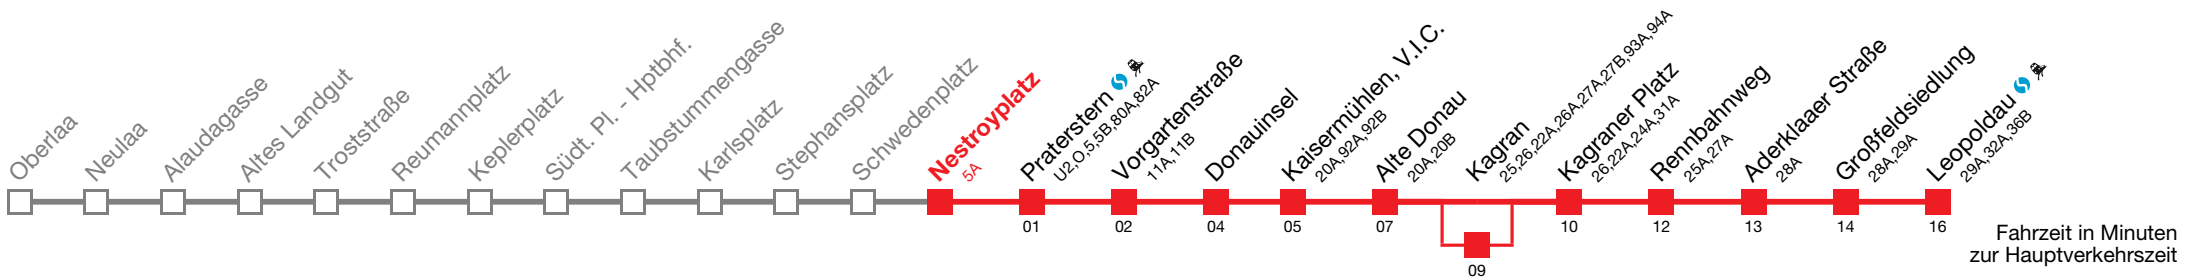 Oberlaa
Neulaa
Alaudagasse
Altes Landgut
Troststraße
Reumannplatz
Keplerplatz
Südt. Pl. - Hptbhf.
Taubstummengasse
Karlsplatz
Stephansplatz
Schwedenplatz
Nestroyplatz
5A
Praterstern
U2,O,5,5B,80A,82A
Vorgartenstraße
11A,11B
Donauinsel
Kaisermühlen, V.I.C.
20A,92A,92B
Alte Donau
20A,20B
Kagran
25,26,22A,26A,27A,27B,93A,94A
Kagraner Platz
26,22A,24A,31A
Rennbahnweg
25A,27A
Aderklaaer Straße
28A
Großfeldsiedlung
28A,29A
Leopoldau
29A,32A,36B
01
02
04
05
07
09
10
12
13
14
16
Fahrzeit in Minuten
zur Hauptverkehrszeit